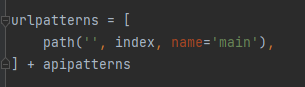 urlpatterns = [
    path('', index, name='main'),
] + apipatterns